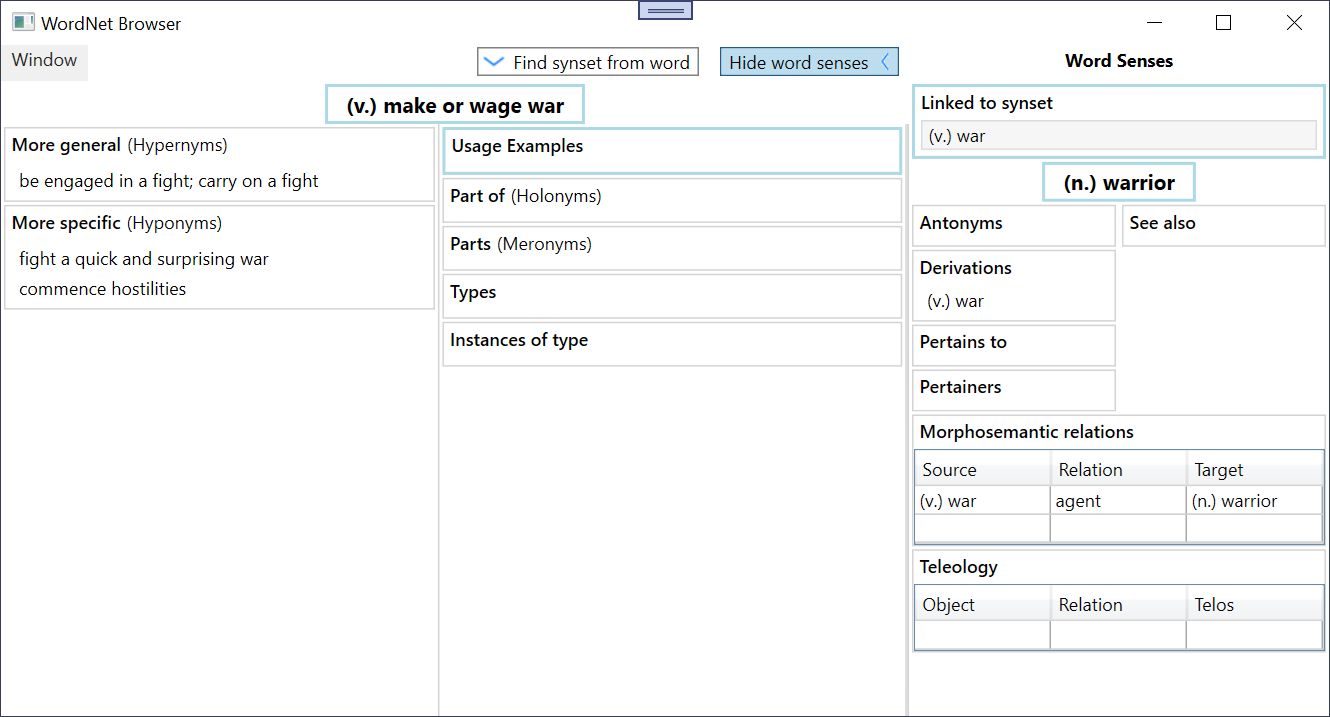 WordNet Browser
Window
Find synset from word
Hide word senses
Word Senses
(v.) make or wage war
More general (Hypernyms)
be engaged in a fight; carry on a fight
More specific (Hyponyms)
fight a quick and surprising war
commence hostilities
Usage Examples
Part of (Holonyms)
Parts (Meronyms)
Types
Instances of type
Linked to synset
(v.) war
(n.) warrior
Antonyms
See also
Derivations
(v.) war
Pertains to
Pertainers
Morphosemantic relations
Source Relation Target
(v.) war agent (n.) warrior
Teleology
Object Relation Telos